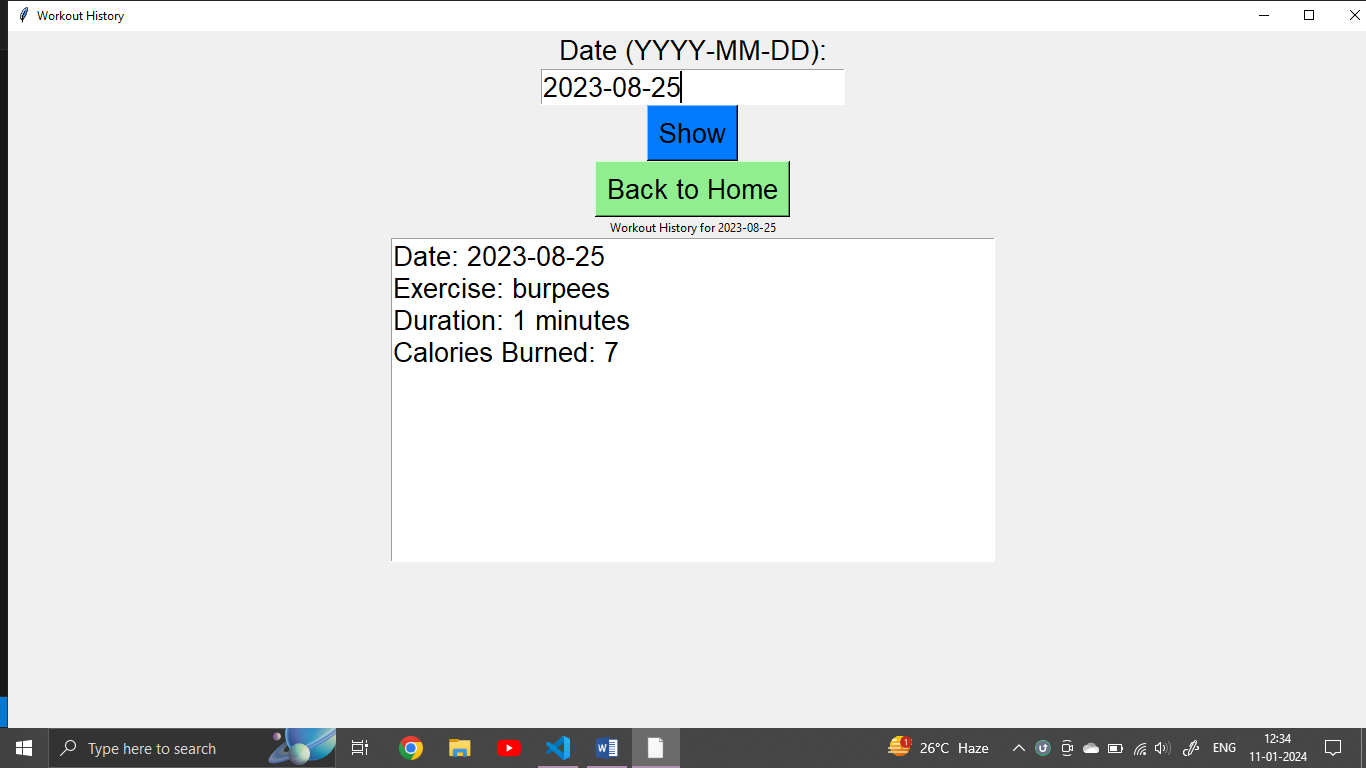 Workout History
Date (YYYY-MM-DD):
2023-08-25
Show
Back to Home
Workout History for 2023-08-25
Date: 2023-08-25
Exercise: burpees
Duration: 1 minutes
Calories Burned: 7
Type here to search
1
26°C Haze
ENG
12:34
11-01-2024